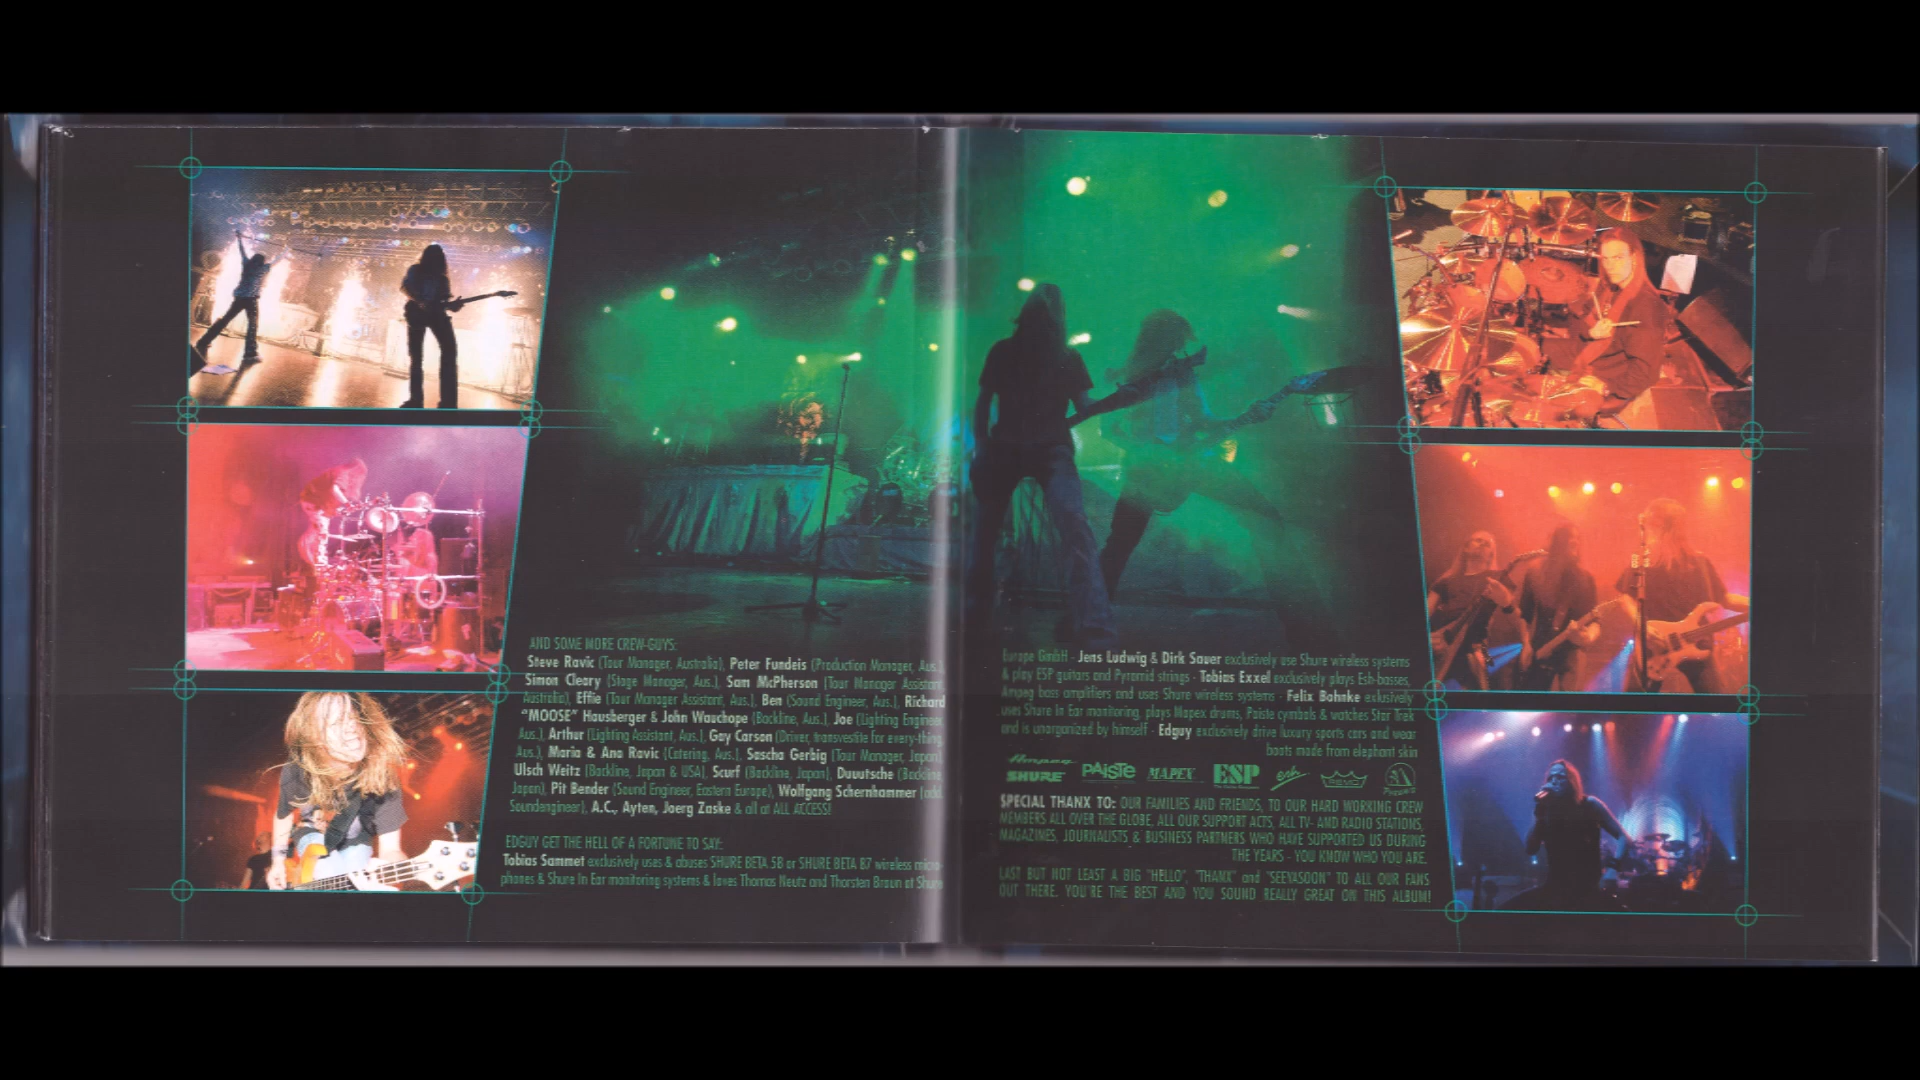 AND SOME MORE CREW-GUYS:
Steve Ravic (Tour Manager, Australia), Peter Fundeis (Production Manager, Aus.),
Simon Cleary (Stage Manager, Aus.), Sam McPherson (Tour Manager Assistant
Australia), Effie (Tour Manager Assistant, Aus.), Ben (Sound Engineer, Aus.), Richard
"MOOSE" Hausberger & John Wauchope (Backline, Aus.), Joe (Lighting Engineer,
Aus.), Arthur (Lighting Assistant, Aus.), Gay Carson (Driver, transvestite for every-thing,
Aus.), Maria & Ana Ravic (Catering, Aus.), Sascha Gerbig (Tour Manager, Japan),
Ulsch Weitz (Backline, Japan & USA), Scurf (Backline, Japan), Duuutsche (Backline,
Japan), Pit Bender (Sound Engineer, Eastern Europe), Wolfgang Schernhammer (add.
Soundengineer), A.C., Ayten, Joerg Zaske & all at ALL ACCESS!
EDGUY GET THE HELL OF A FORTUNE TO SAY:
Tobias Sammet exclusively uses & abuses SHURE BETA 58 or SHURE BETA 87 wireless micro-
phones & Shure In Ear monitoring systems & loves Thomas Neutz and Thorsten Braun at Shure
Europe GmbH - Jens Ludwig & Dirk Sauer exclusively use Shure wireless systems
& play ESP guitars and Pyramid strings - Tobias Exxel exclusively plays Esh-basses,
Ampeg bass amplifiers and uses Shure wireless systems - Felix Bohnke exlusively
uses Shure In Ear monitoring, plays Mapex drums, Paiste cymbals & watches Star Trek
and is unorganized by himself - Edguy exclusively drive luxury sports cars and wear
boots made from elephant skin
Ampeg
SHURE PAiSTe MAPEX ESP esh REMO
SPECIAL THANX TO: OUR FAMILIES AND FRIENDS, TO OUR HARD WORKING CREW
MEMBERS ALL OVER THE GLOBE, ALL OUR SUPPORT ACTS, ALL TV- AND RADIO STATIONS,
MAGAZINES, JOURNALISTS & BUSINESS PARTNERS WHO HAVE SUPPORTED US DURING
THE YEARS - YOU KNOW WHO YOU ARE.
LAST BUT NOT LEAST A BIG "HELLO", "THANX" and "SEEYASOON" TO ALL OUR FANS
OUT THERE. YOU'RE THE BEST AND YOU SOUND REALLY GREAT ON THIS ALBUM!